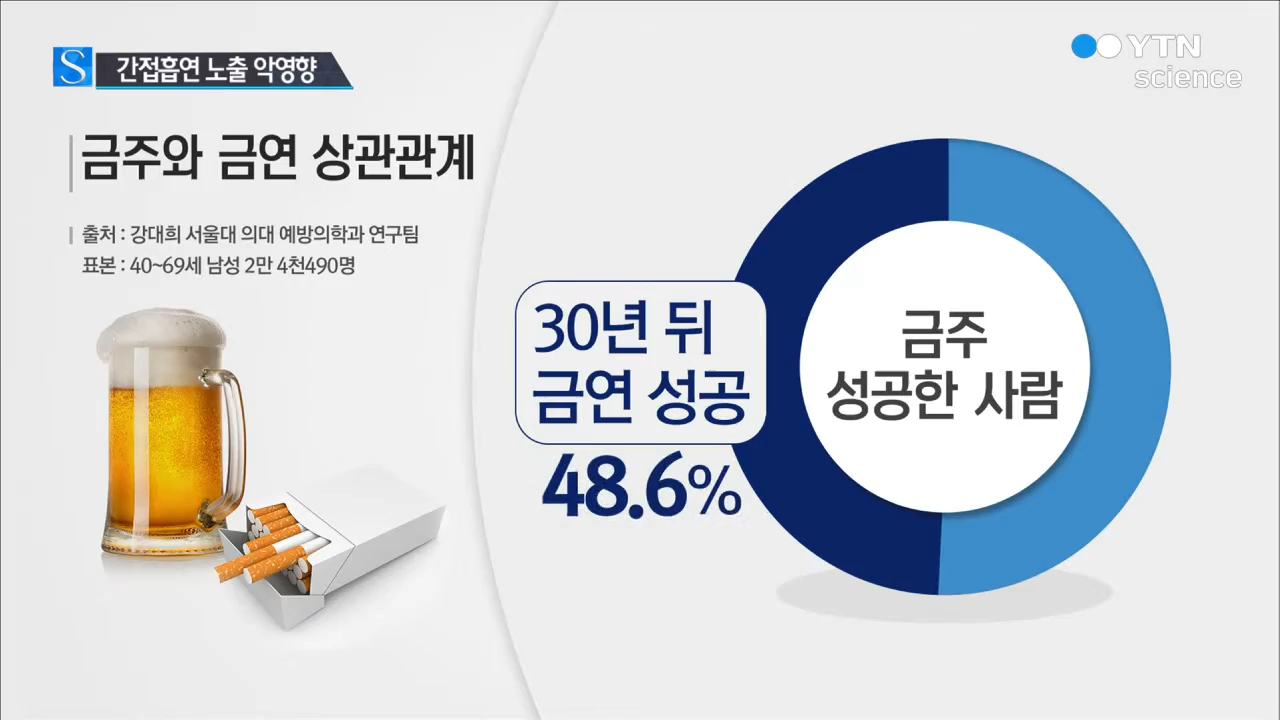 S 간접흡연 노출 악영향
YTN
science
금주와 금연 상관관계
출처 : 강대희 서울대 의대 예방의학과 연구팀
표본 : 40~69세 남성 2만 4천490명
30년 뒤
금연 성공
48.6%
금주
성공한 사람